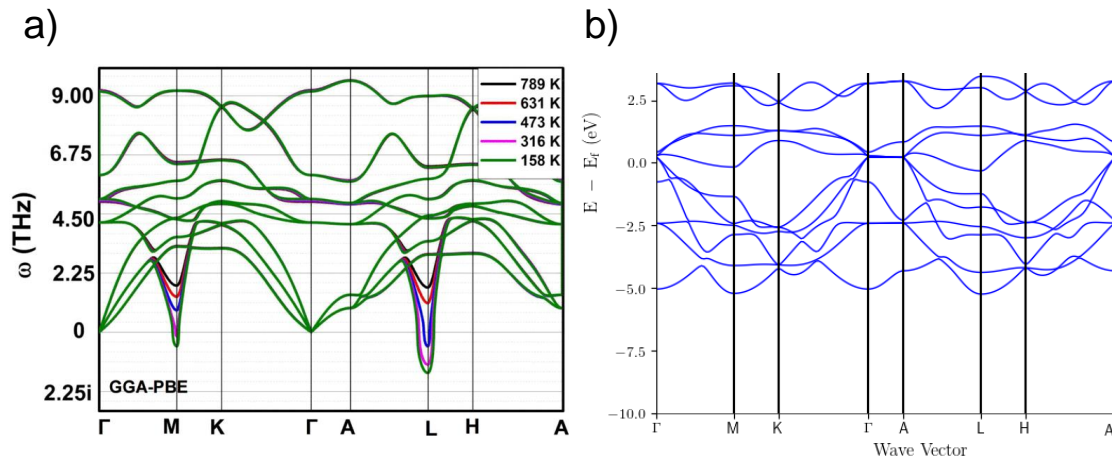 a)
b)
9.00
6.75
4.50
2.25
0
2.25i
ω (THz)
789 K
631 K
473 K
316 K
158 K
GGA-PBE
Γ M K Γ A L H A
2.5
0.0
−2.5
−5.0
−7.5
−10.0
E − E_f (eV)
Γ M K Γ A L H A
Wave Vector